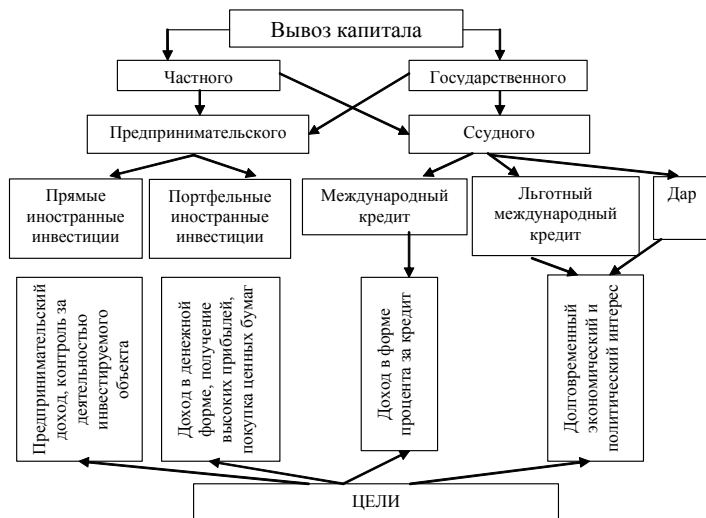 Вывоз капитала
Частного
Государственного
Предпринимательского
Ссудного
Прямые
иностранные
инвестиции
Портфельные
иностранные
инвестиции
Международный
кредит
Льготный
международный
кредит
Дар
Предпринимательский
доход, контроль за
деятельностью
инвестируемого
объекта
Доход в денежной
форме, получение
высоких прибылей,
покупка ценных бумаг
Доход в форме
процента за кредит
Долговременный
экономический и
политический интерес
ЦЕЛИ